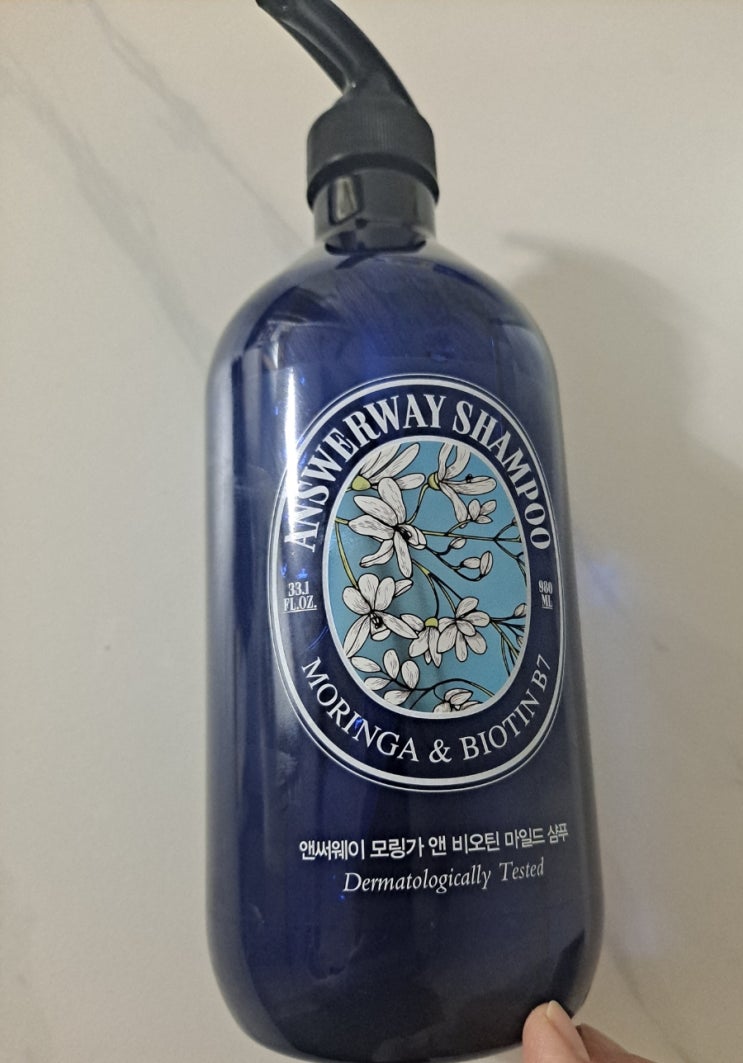 ANSWERWAY SHAMPOO
33.1
FL.OZ.
980
ML
MORINGA & BIOTIN B7
앤써웨이 모링가 앤 비오틴 마일드 샴푸
Dermatologically Tested